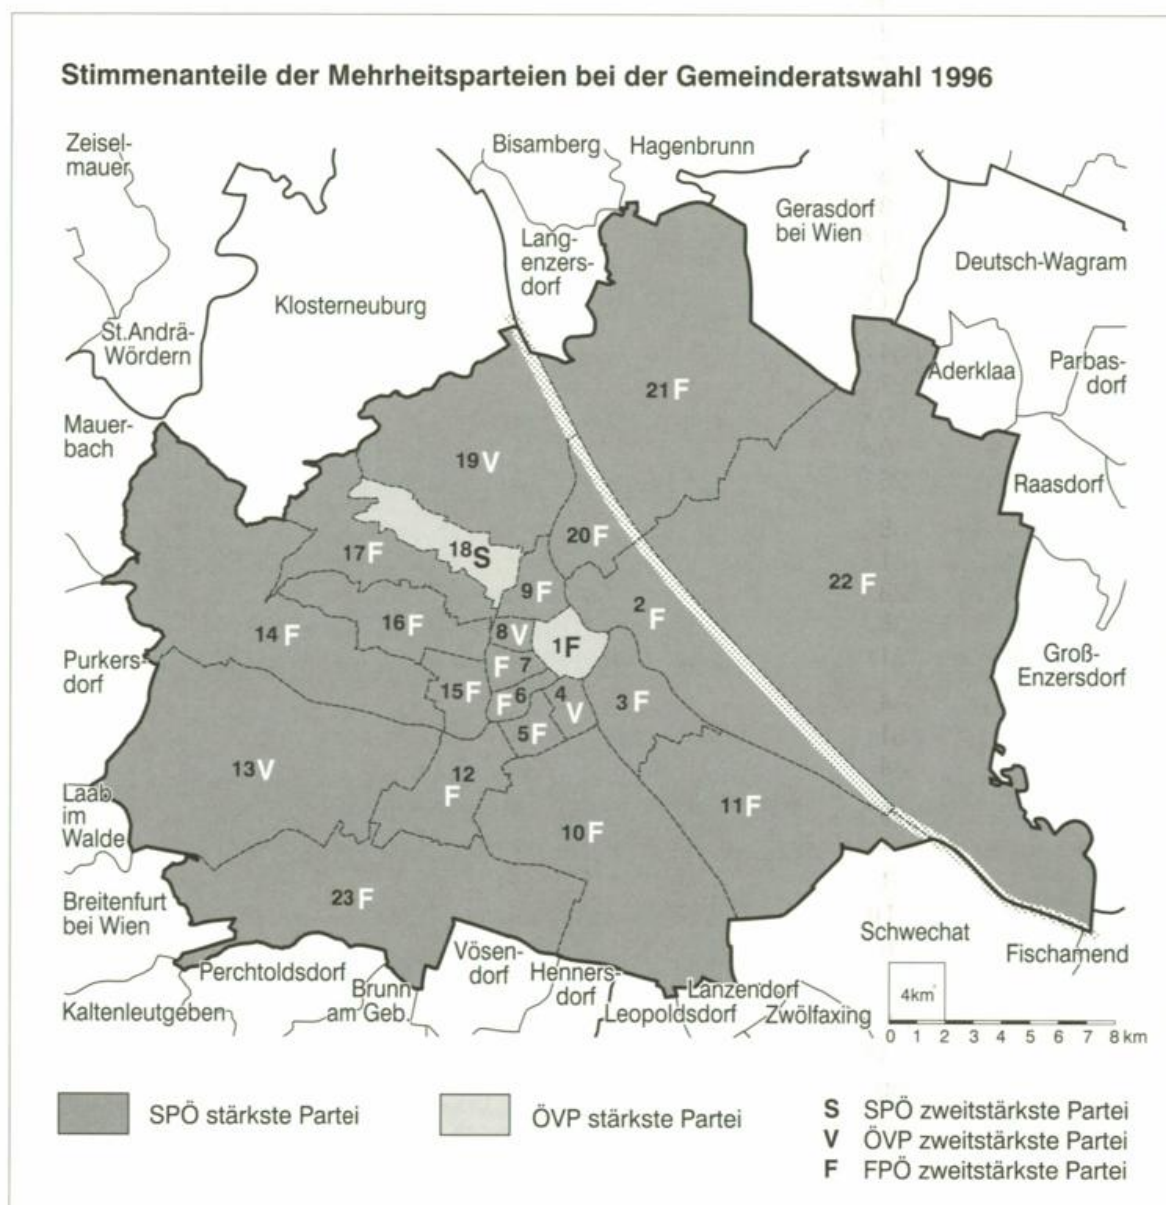 Stimmenanteile der Mehrheitsparteien bei der Gemeinderatswahl 1996
Zeisel-
mauer
Bisamberg
Hagenbrunn
Gerasdorf
bei Wien
Lang-
enzers-
dorf
Deutsch-Wagram
Klosterneuburg
St.Andrä-
Wördern
Aderklaa
Parbas-
dorf
Mauer-
bach
Raasdorf
21 F
19 V
20 F
18 S
17 F
9 F
22 F
2 F
16 F
14 F
8 V
1 F
Purkers-
dorf
Groß-
Enzersdorf
F 7
15 F
F 6
4 V
3 F
5 F
13 V
12 F
11 F
10 F
Laab
im
Walde
23 F
Breitenfurt
bei Wien
Schwechat
Fischamend
Perchtoldsdorf
Vösen-
dorf
Henners-
dorf
Kaltenleutgeben
Brunn
am Geb.
Leopoldsdorf
Lanzendorf
Zwölfaxing
4km²
0 1 2 3 4 5 6 7 8 km
SPÖ stärkste Partei
ÖVP stärkste Partei
S SPÖ zweitstärkste Partei
V ÖVP zweitstärkste Partei
F FPÖ zweitstärkste Partei